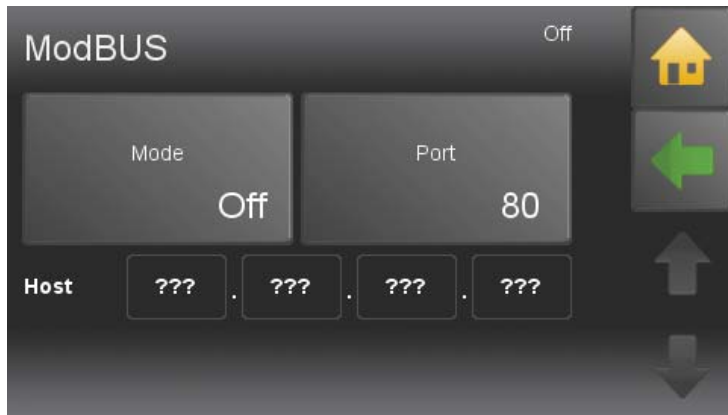 ModBUS
Off
Mode
Port
Off
80
Host ??? . ??? . ??? . ???